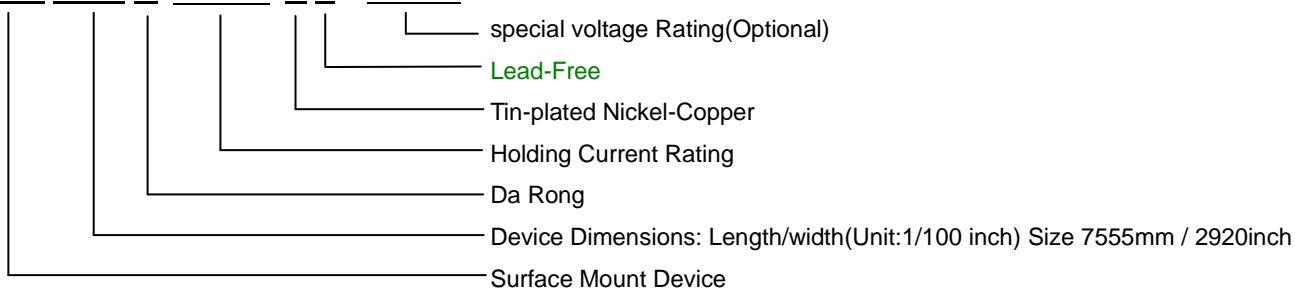 special voltage Rating(Optional)
Lead-Free
Tin-plated Nickel-Copper
Holding Current Rating
Da Rong
Device Dimensions: Length/width(Unit:1/100 inch) Size 7555mm / 2920inch
Surface Mount Device